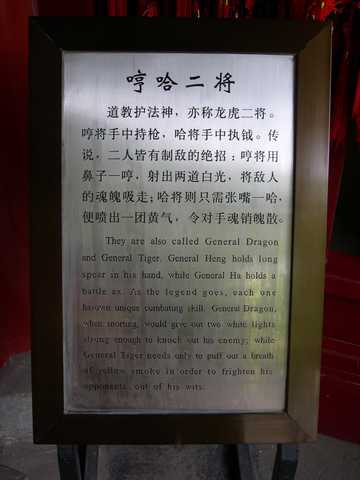 哼哈二将
道教护法神，亦称龙虎二将。
哼将手中持枪，哈将手中执钺。传
说，二人皆有制敌的绝招：哼将用
鼻子一哼，射出两道白光，将敌人
的魂魄吸走；哈将则只需张嘴一哈，
便喷出一团黄气，令对手魂销魄散。
They are also called General Dragon
and General Tiger. General Heng holds long
spear in his hand, while General Ha holds a
battle ax. As the legend goes, each one
hasown unique combating skill. General Dragon,
when snorting, would give out two white lights
strong enough to knock out his enemy; while
General Tiger needs only to puff out a breath
of yellow smoke in order to frighten his
opponents out of his wits.